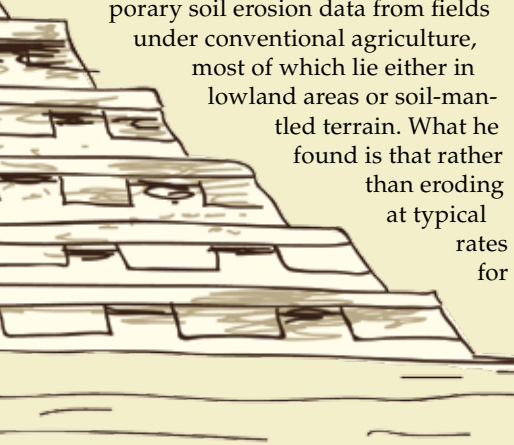 porary soil erosion data from fields
under conventional agriculture,
most of which lie either in
lowland areas or soil-man-
tled terrain. What he
found is that rather
than eroding
at typical
rates
for